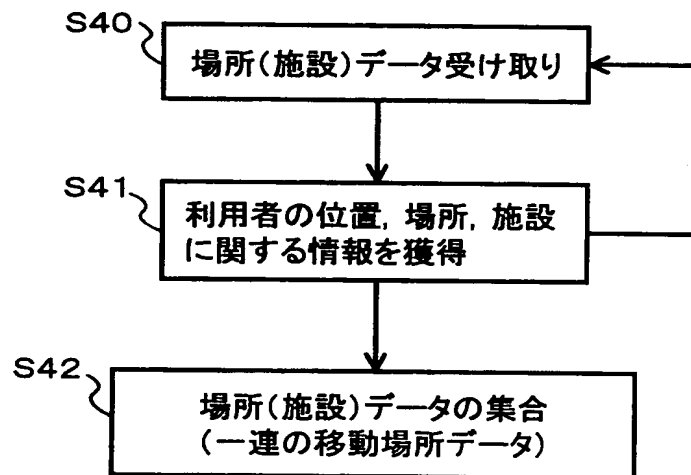 S40
場所(施設)データ受け取り
S41
利用者の位置, 場所, 施設
に関する情報を獲得
S42
場所(施設)データの集合
(一連の移動場所データ)